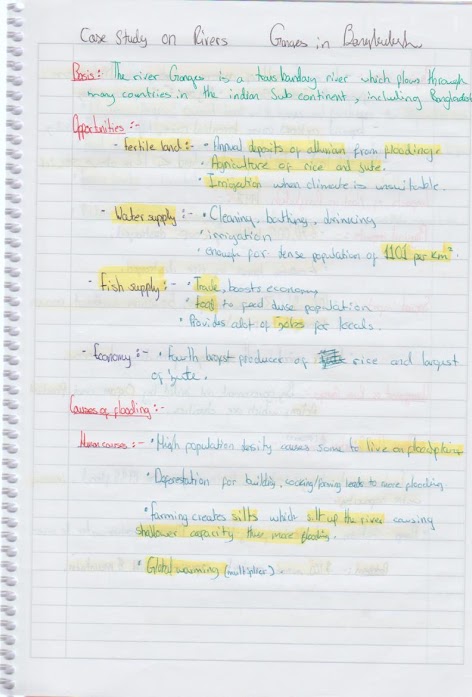 Case Study on Rivers Ganges in Bangladesh
Basis: The river Ganges is a transboundary river which flows through
many countries in the indian Sub continent, including Bangladesh
Opportunities:-
- Fertile land:- • Annual deposits of alluvian from floodings
• Agriculture of rice and jute.
• Irrigation when climate is unsuitable.
- Water supply:- • Cleaning, bathing, drinking
• irrigation
• enough for dense population of 1101 per km².
- Fish supply:- • Trade, boosts economy
• food to feed dense population
• Provides alot of jobs for locals.
- Economy:- • Fourth largest producer of rice and largest
of jute.
Causes of flooding:-
Human causes:- • High population density causes some to live on floodplains
• Deforestation for building, cooking/farming leads to more flooding
• farming creates silts which silt up the river causing
shallower capacity thus more flooding.
• Global warming (multiplier).